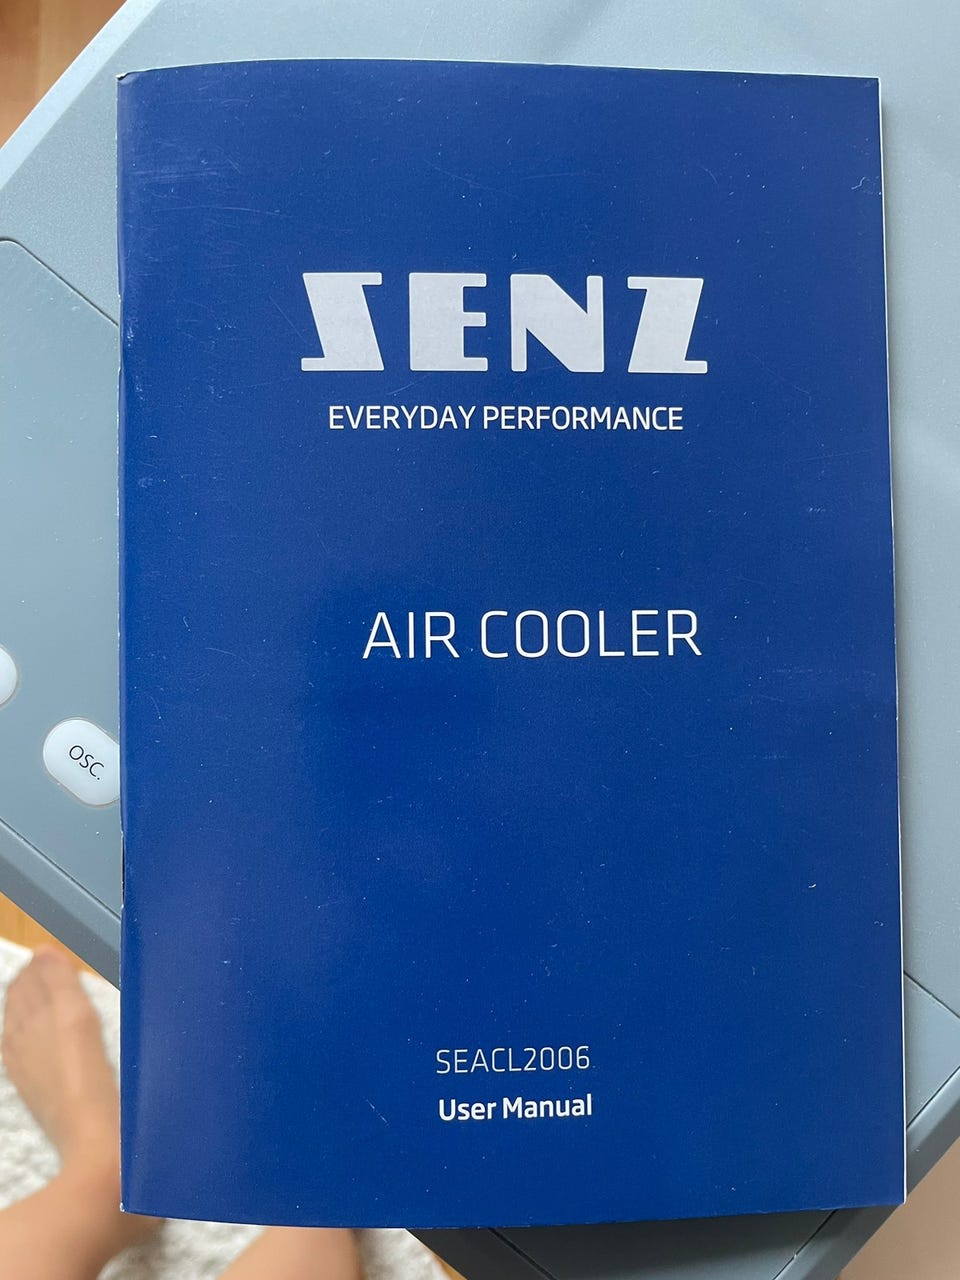 SENZ
EVERYDAY PERFORMANCE
AIR COOLER
OSC.
SEACL2006
User Manual